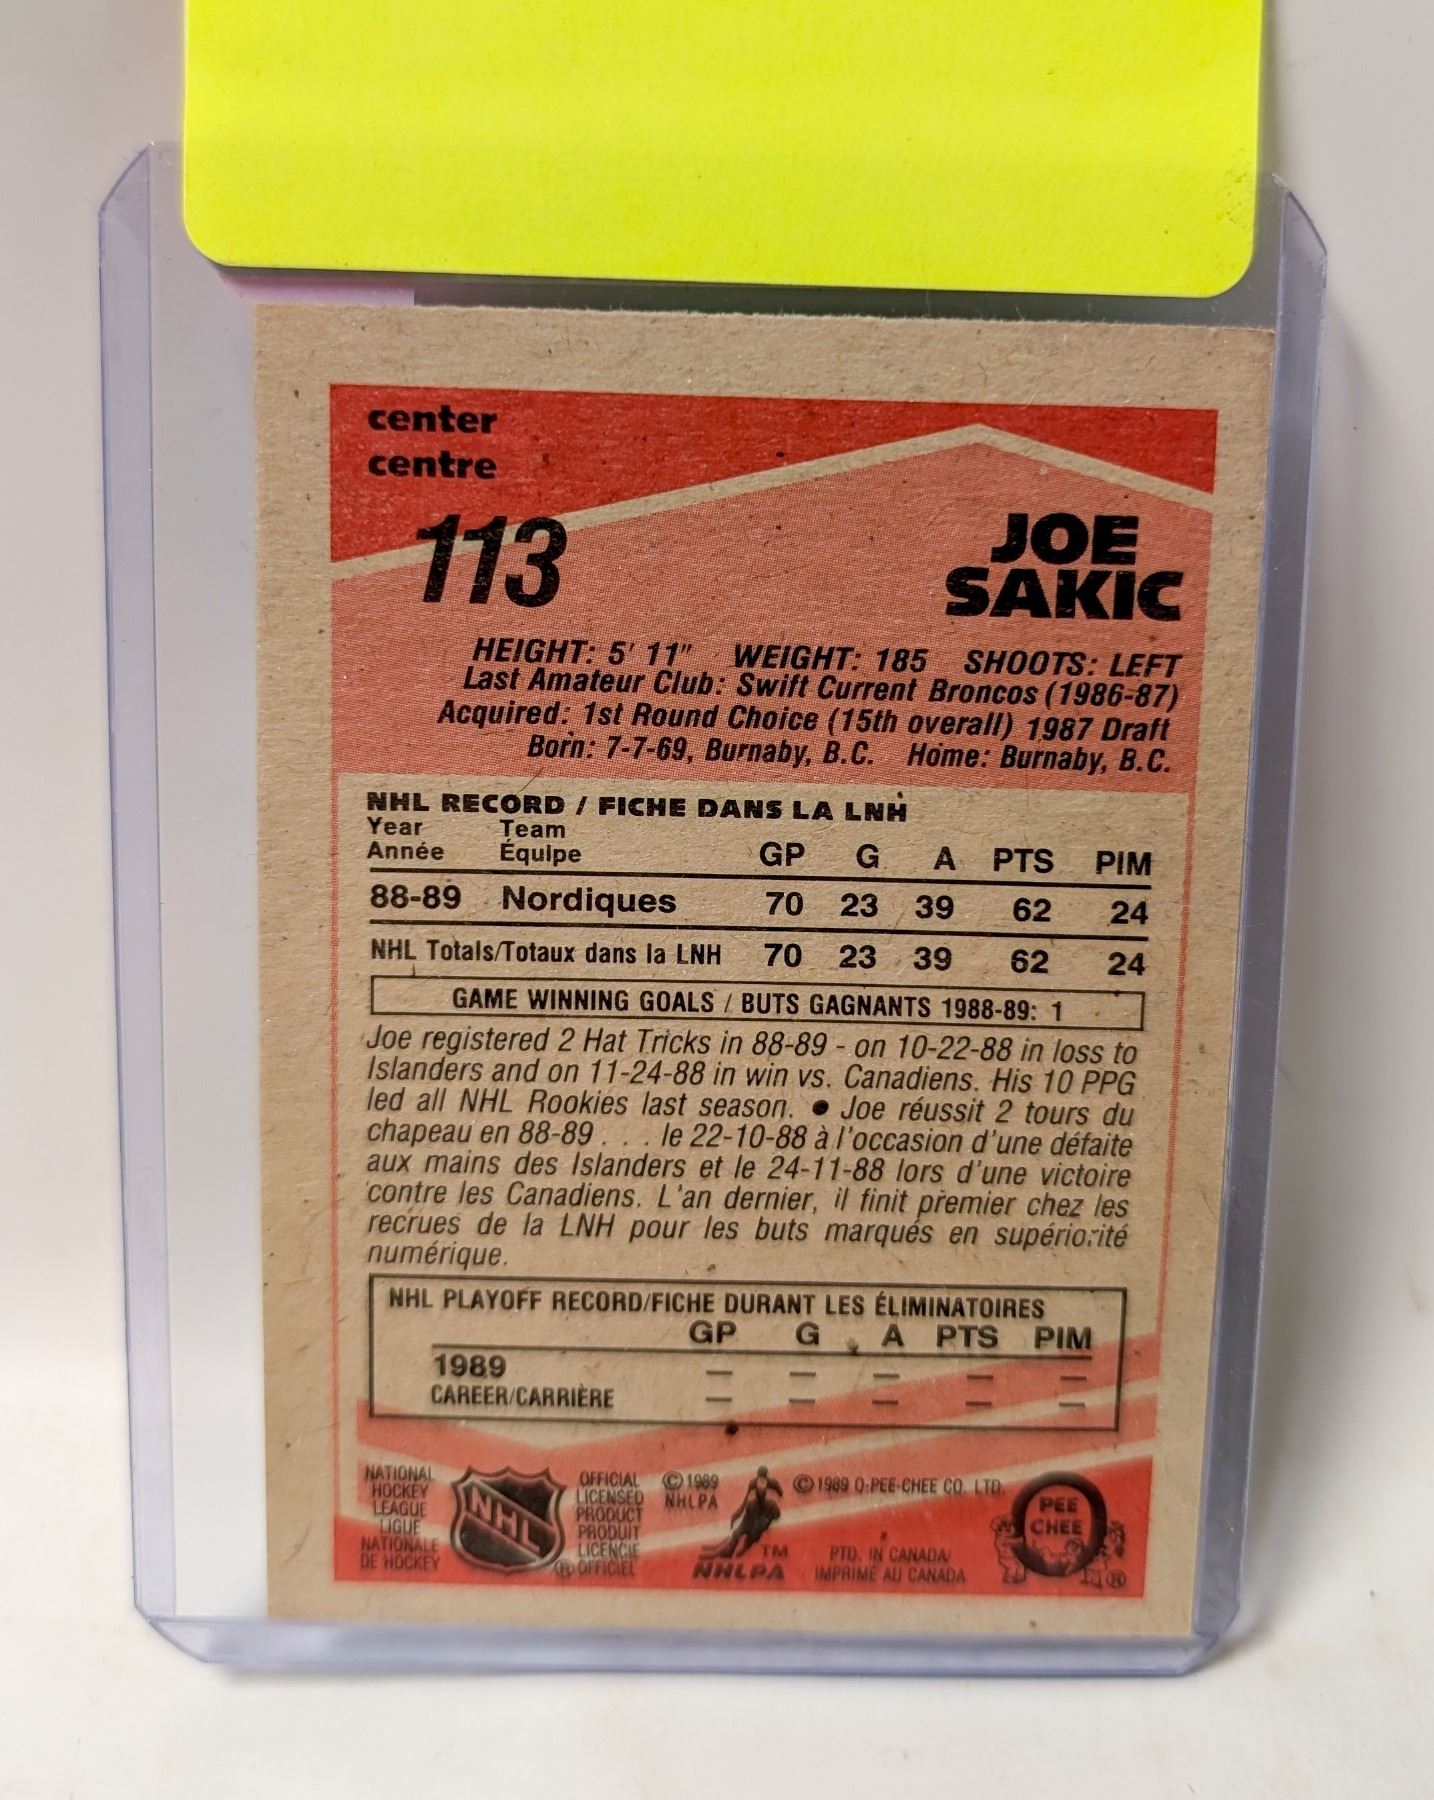 center
centre
113
JOE
SAKIC
HEIGHT: 5' 11" WEIGHT: 185 SHOOTS: LEFT
Last Amateur Club: Swift Current Broncos (1986-87)
Acquired: 1st Round Choice (15th overall) 1987 Draft
Born: 7-7-69, Burnaby, B.C. Home: Burnaby, B.C.
NHL RECORD / FICHE DANS LA LNH
Year Team
Année Équipe GP G A PTS PIM
88-89 Nordiques 70 23 39 62 24
NHL Totals/Totaux dans la LNH 70 23 39 62 24
GAME WINNING GOALS / BUTS GAGNANTS 1988-89: 1
Joe registered 2 Hat Tricks in 88-89 - on 10-22-88 in loss to
Islanders and on 11-24-88 in win vs. Canadiens. His 10 PPG
led all NHL Rookies last season. ● Joe réussit 2 tours du
chapeau en 88-89 . . . le 22-10-88 à l'occasion d'une défaite
aux mains des Islanders et le 24-11-88 lors d'une victoire
contre les Canadiens. L'an dernier, il finit premier chez les
recrues de la LNH pour les buts marqués en supériorité
numérique.
NHL PLAYOFF RECORD/FICHE DURANT LES ÉLIMINATOIRES
GP G A PTS PIM
1989 — — — — —
CAREER/CARRIÈRE — — — — —
NATIONAL
HOCKEY
LEAGUE
LIGUE
NATIONALE
DE HOCKEY
NHL
OFFICIAL
LICENSED
PRODUCT
PRODUIT
LICENCIE
® OFFICIEL
© 1989
NHLPA
TM
NHLPA
© 1989 O-PEE-CHEE CO. LTD.
PTD. IN CANADA/
IMPRIMÉ AU CANADA
O
PEE
CHEE
®